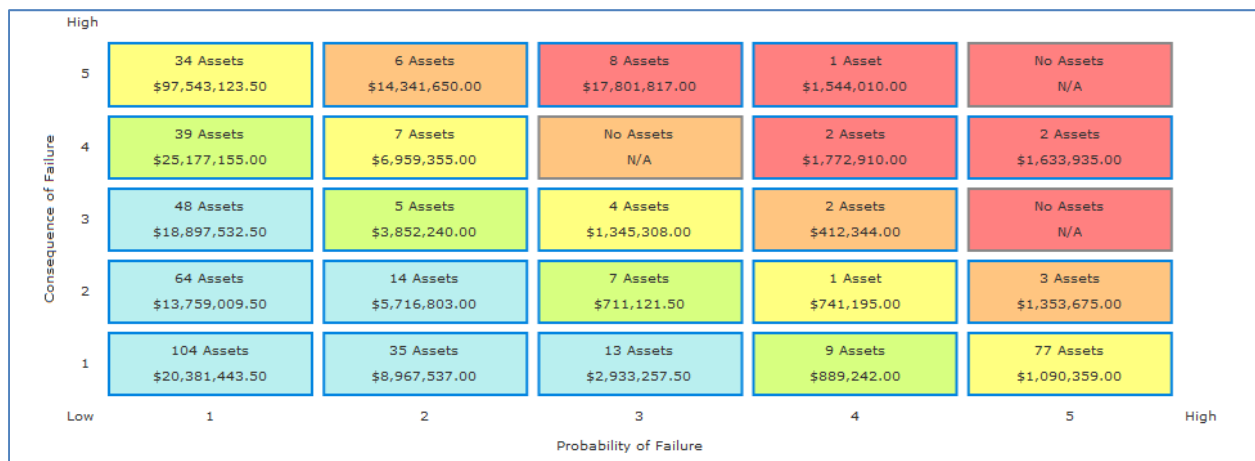 High
34 Assets 6 Assets 8 Assets 1 Asset No Assets
5
$97,543,123.50 $14,341,650.00 $17,801,817.00 $1,544,010.00 N/A
39 Assets 7 Assets No Assets 2 Assets 2 Assets
4
$25,177,155.00 $6,959,355.00 N/A $1,772,910.00 $1,633,935.00
48 Assets 5 Assets 4 Assets 2 Assets No Assets
3
$18,897,532.50 $3,852,240.00 $1,345,308.00 $412,344.00 N/A
64 Assets 14 Assets 7 Assets 1 Asset 3 Assets
2
$13,759,009.50 $5,716,803.00 $711,121.50 $741,195.00 $1,353,675.00
104 Assets 35 Assets 13 Assets 9 Assets 77 Assets
1
$20,381,443.50 $8,967,537.00 $2,933,257.50 $889,242.00 $1,090,359.00
Low 1 2 3 4 5 High
Probability of Failure
Consequence of Failure